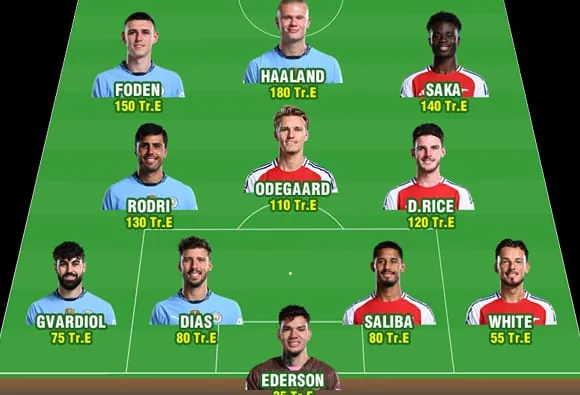 FODEN
150 Tr.E
HAALAND
180 Tr.E
SAKA
140 Tr.E
RODRI
130 Tr.E
ODEGAARD
110 Tr.E
D.RICE
120 Tr.E
GVARDIOL
75 Tr.E
DIAS
80 Tr.E
SALIBA
80 Tr.E
WHITE
55 Tr.E
EDERSON